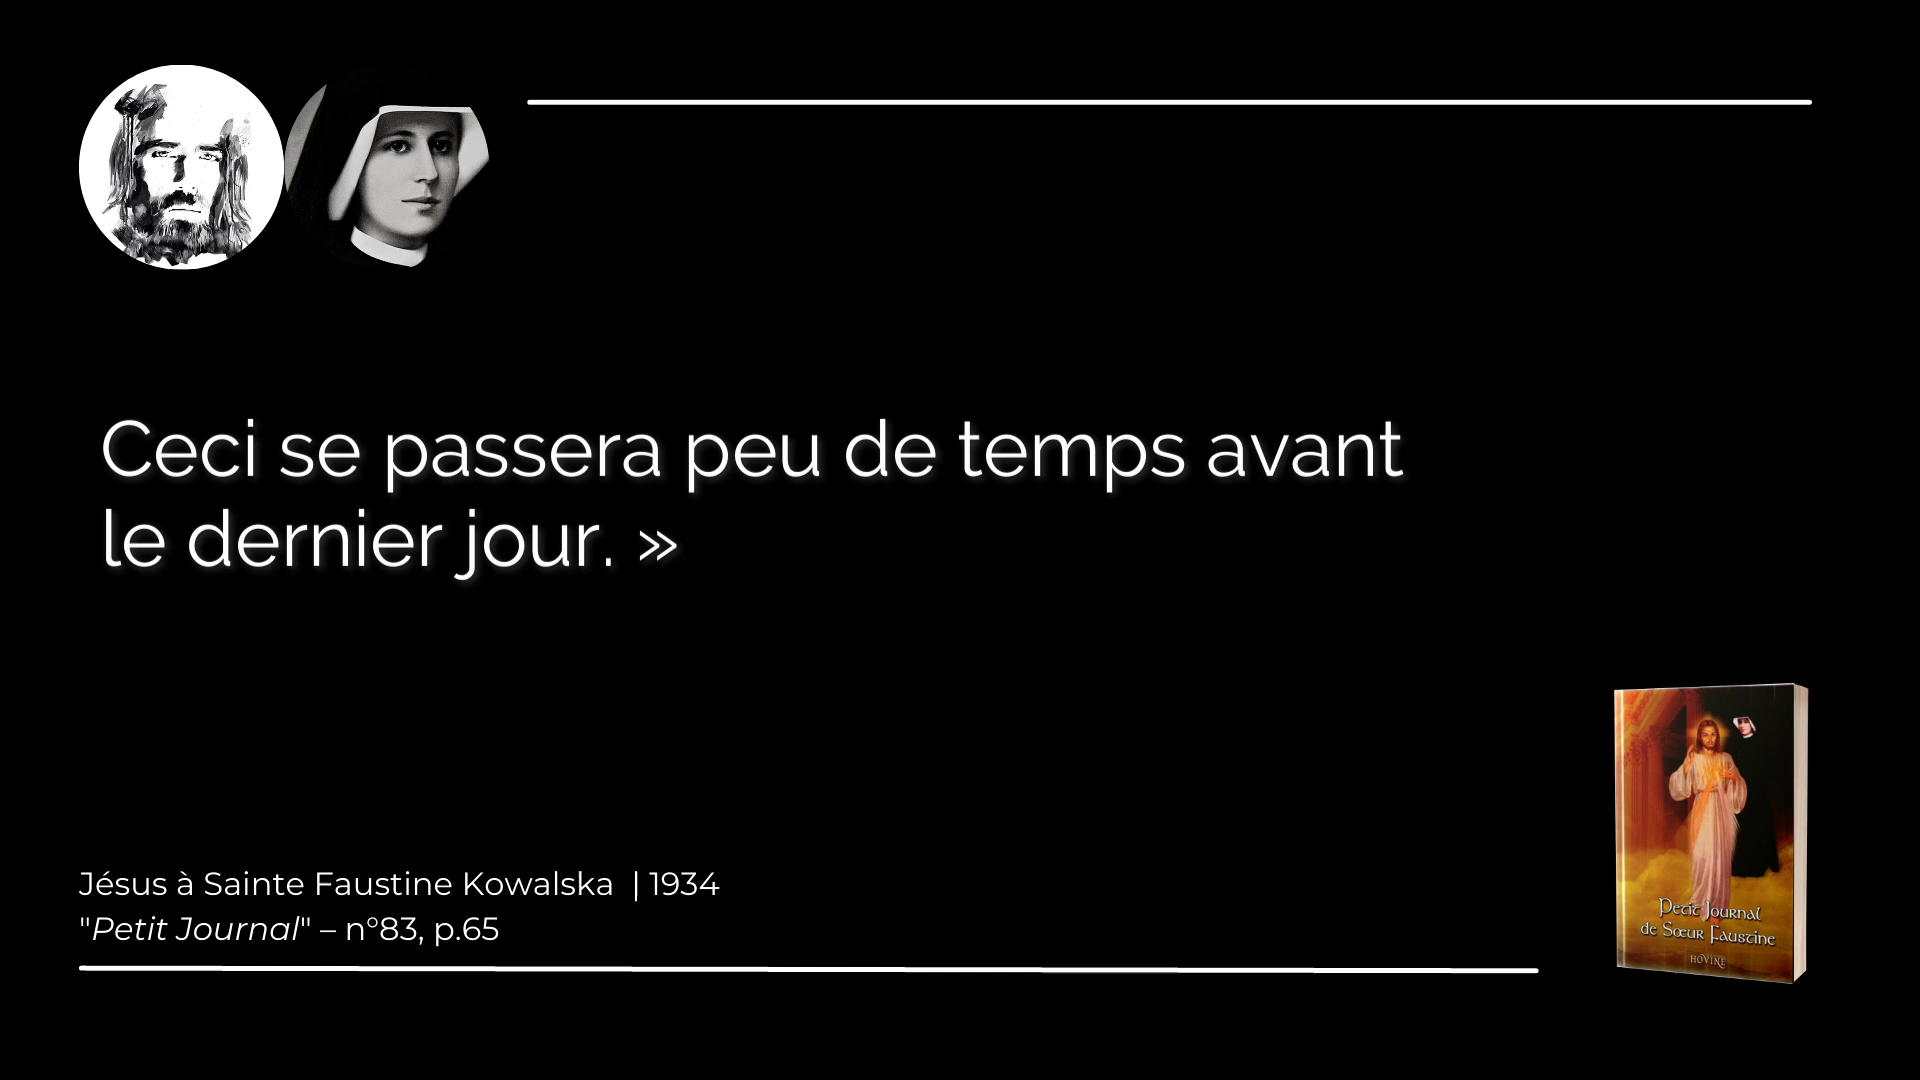 Ceci se passera peu de temps avant
le dernier jour. »
Jésus à Sainte Faustine Kowalska | 1934
"Petit Journal" – n°83, p.65
Petit Journal
de Sœur Faustine
HOVINE